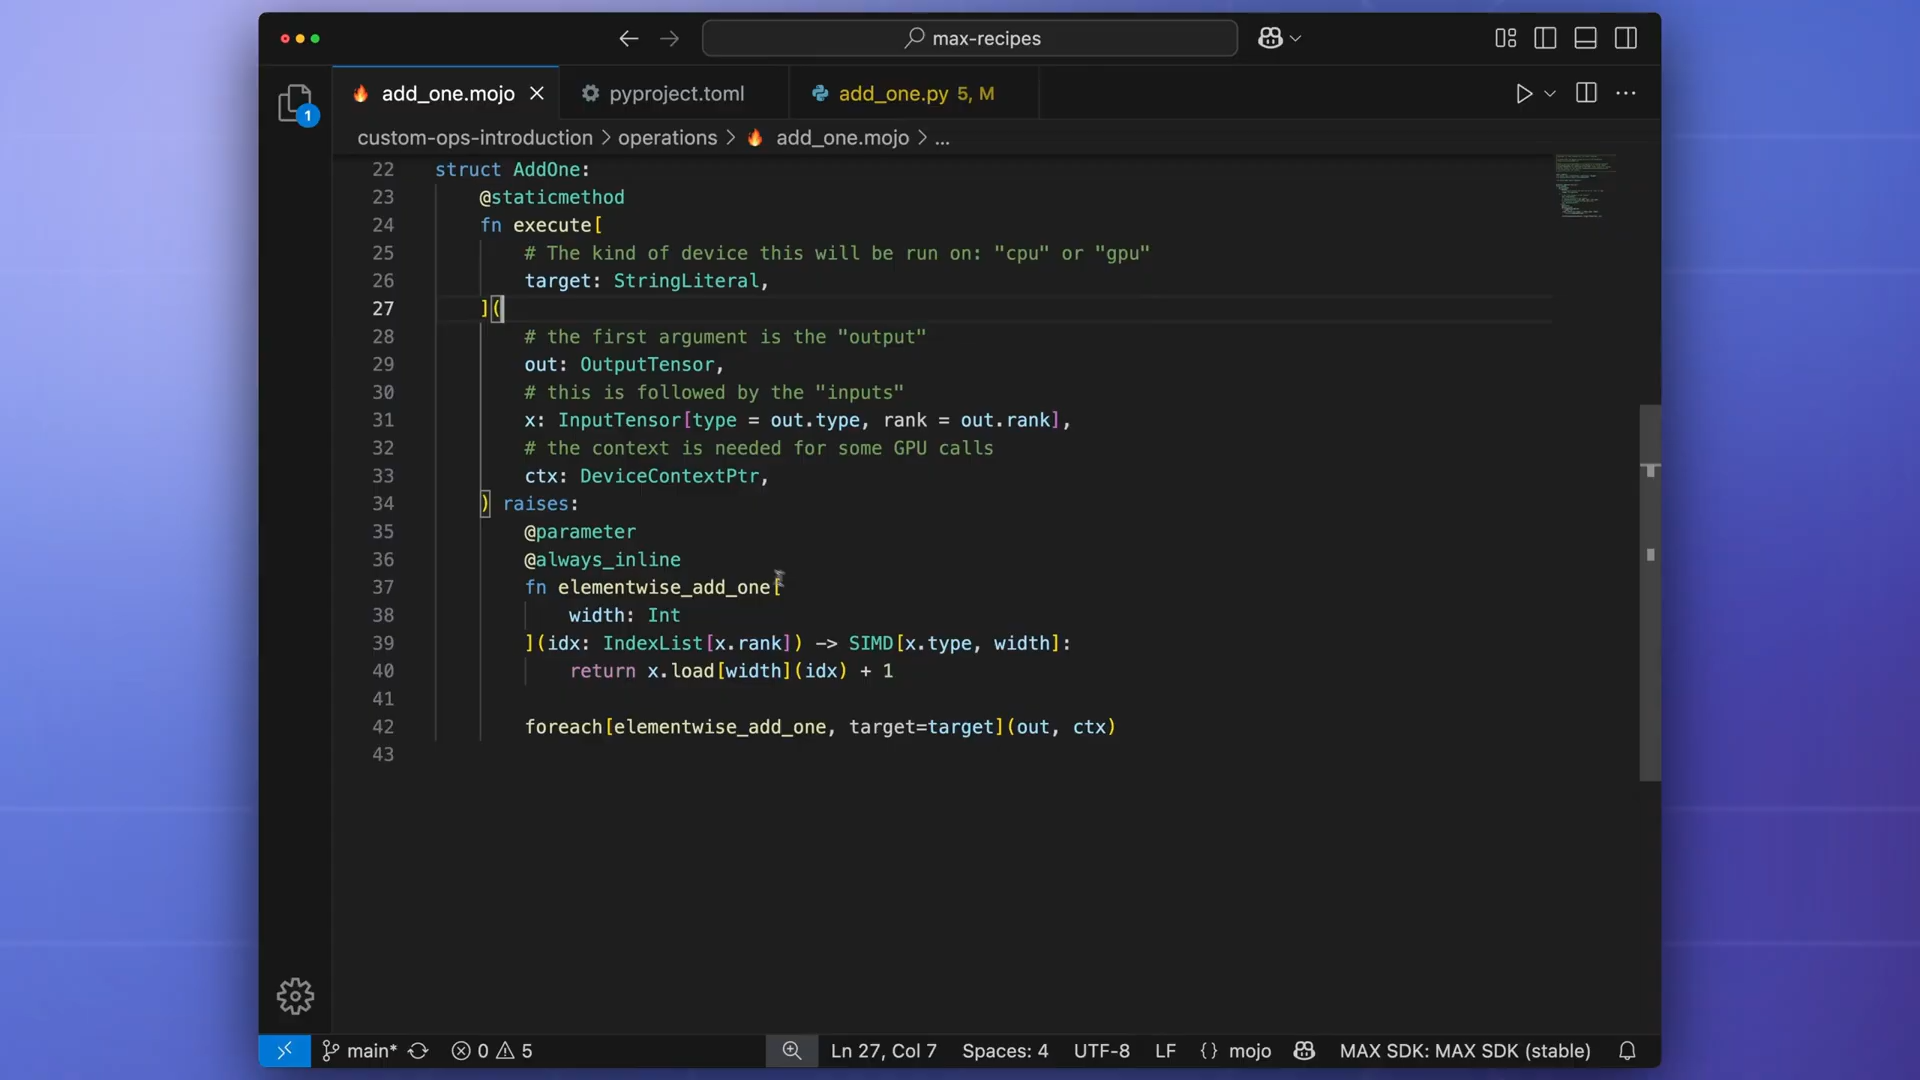 max-recipes
add_one.mojo
pyproject.toml
add_one.py 5, M
1
custom-ops-introduction > operations > add_one.mojo > ...
22 struct AddOne:
23 @staticmethod
24 fn execute[
25 # The kind of device this will be run on: "cpu" or "gpu"
26 target: StringLiteral,
27 ](
28 # the first argument is the "output"
29 out: OutputTensor,
30 # this is followed by the "inputs"
31 x: InputTensor[type = out.type, rank = out.rank],
32 # the context is needed for some GPU calls
33 ctx: DeviceContextPtr,
34 ) raises:
35 @parameter
36 @always_inline
37 fn elementwise_add_one[
38 width: Int
39 ](idx: IndexList[x.rank]) -> SIMD[x.type, width]:
40 return x.load[width](idx) + 1
41
42 foreach[elementwise_add_one, target=target](out, ctx)
43
main* 0 5 Ln 27, Col 7 Spaces: 4 UTF-8 LF {} mojo MAX SDK: MAX SDK (stable)